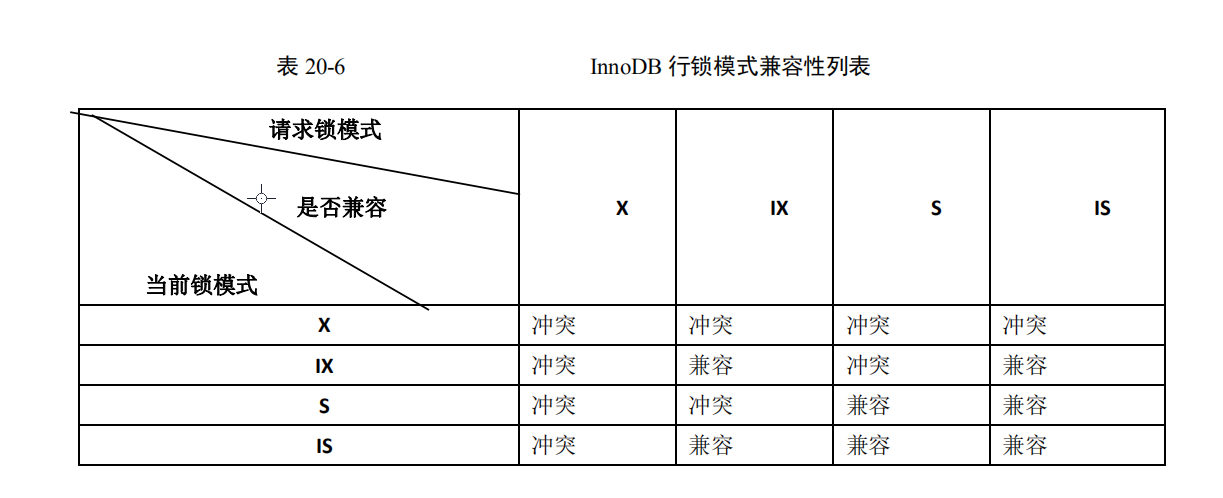 表 20-6 InnoDB 行锁模式兼容性列表
请求锁模式
是否兼容
当前锁模式
X IX S IS
X 冲突 冲突 冲突 冲突
IX 冲突 兼容 冲突 兼容
S 冲突 冲突 兼容 兼容
IS 冲突 兼容 兼容 兼容